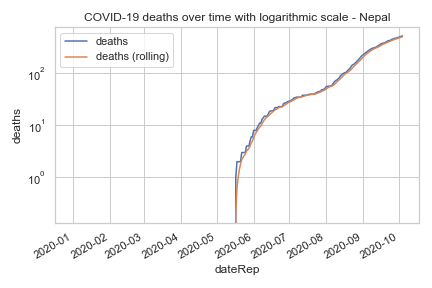 COVID-19 deaths over time with logarithmic scale - Nepal
deaths
deaths (rolling)
10²
10¹
10⁰
deaths
2020-01
2020-02
2020-03
2020-04
2020-05
2020-06
2020-07
2020-08
2020-09
2020-10
dateRep